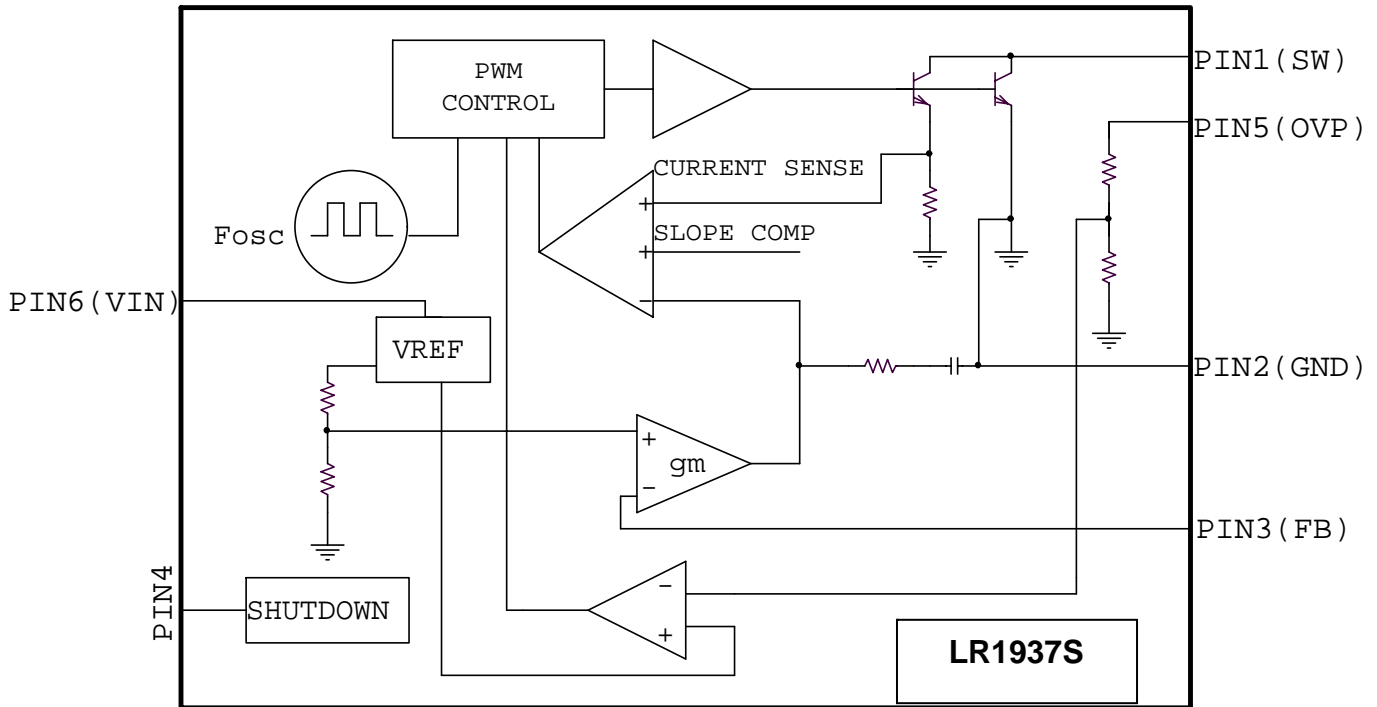 PIN1(SW)
PWM
CONTROL
PIN5(OVP)
CURRENT SENSE
+
Fosc
SLOPE COMP
+
PIN6(VIN)
−
VREF
PIN2(GND)
+
gm
−
PIN3(FB)
PIN4
SHUTDOWN
−
+
LR1937S